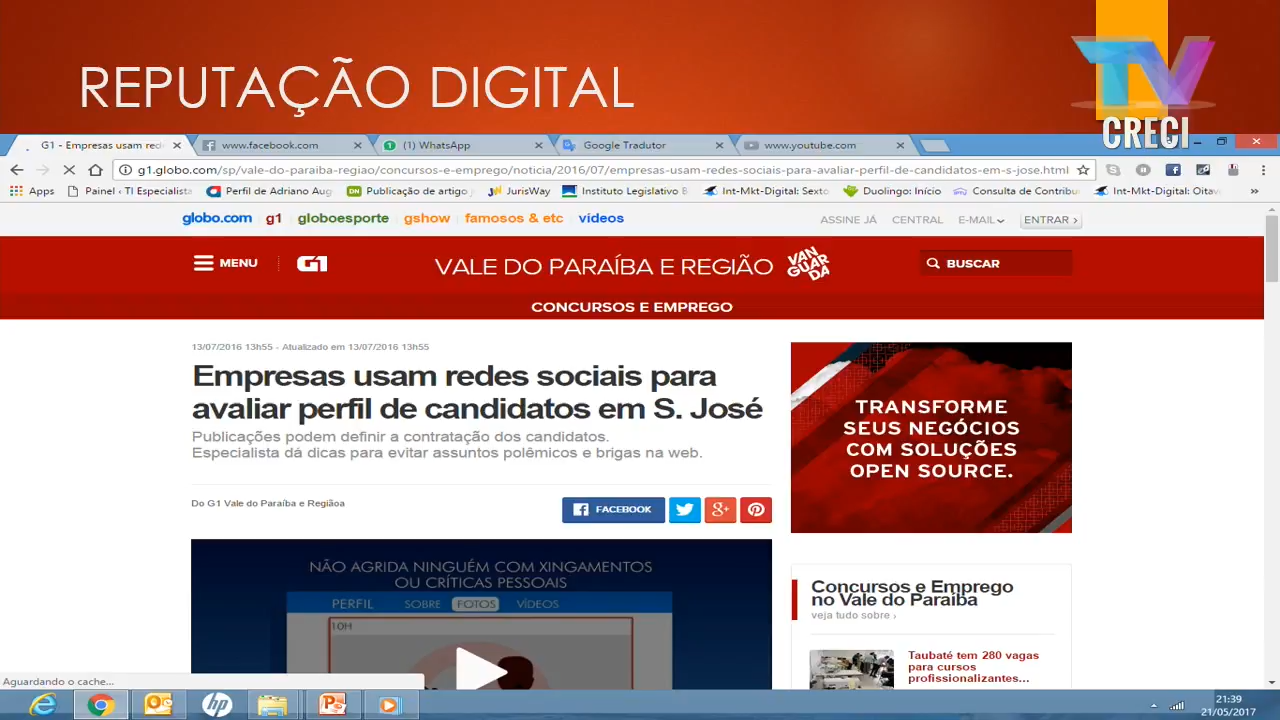 REPUTAÇÃO DIGITAL
TV
CRECI
G1 - Empresas usam red
www.facebook.com
(1) WhatsApp
Google Tradutor
www.youtube.com
g1.globo.com/sp/vale-do-paraiba-regiao/concursos-e-emprego/noticia/2016/07/empresas-usam-redes-sociais-para-avaliar-perfil-de-candidatos-em-s-jose.html
Apps
Painel ‹ TI Especialista
Perfil de Adriano Aug
DN Publicação de artigo
JurisWay
Instituto Legislativo B
Int-Mkt-Digital: Sexto
Duolingo: Início
Consulta de Contribu
Int-Mkt-Digital: Oitav
»
globo.com g1 globoesporte gshow famosos & etc vídeos
ASSINE JÁ CENTRAL E-MAIL ENTRAR ›
MENU G1
VALE DO PARAÍBA E REGIÃO
VANGUARDA
BUSCAR
CONCURSOS E EMPREGO
13/07/2016 13h55 - Atualizado em 13/07/2016 13h55
Empresas usam redes sociais para
avaliar perfil de candidatos em S. José
Publicações podem definir a contratação dos candidatos.
Especialista dá dicas para evitar assuntos polêmicos e brigas na web.
Do G1 Vale do Paraíba e Regiãoa
FACEBOOK
g+
TRANSFORME
SEUS NEGÓCIOS
COM SOLUÇÕES
OPEN SOURCE.
NÃO AGRIDA NINGUÉM COM XINGAMENTOS
OU CRÍTICAS PESSOAIS
PERFIL SOBRE FOTOS VÍDEOS
10H
Concursos e Emprego
no Vale do Paraíba
veja tudo sobre ›
Taubaté tem 280 vagas
para cursos
profissionalizantes...
Aguardando o cache...
21:39
21/05/2017